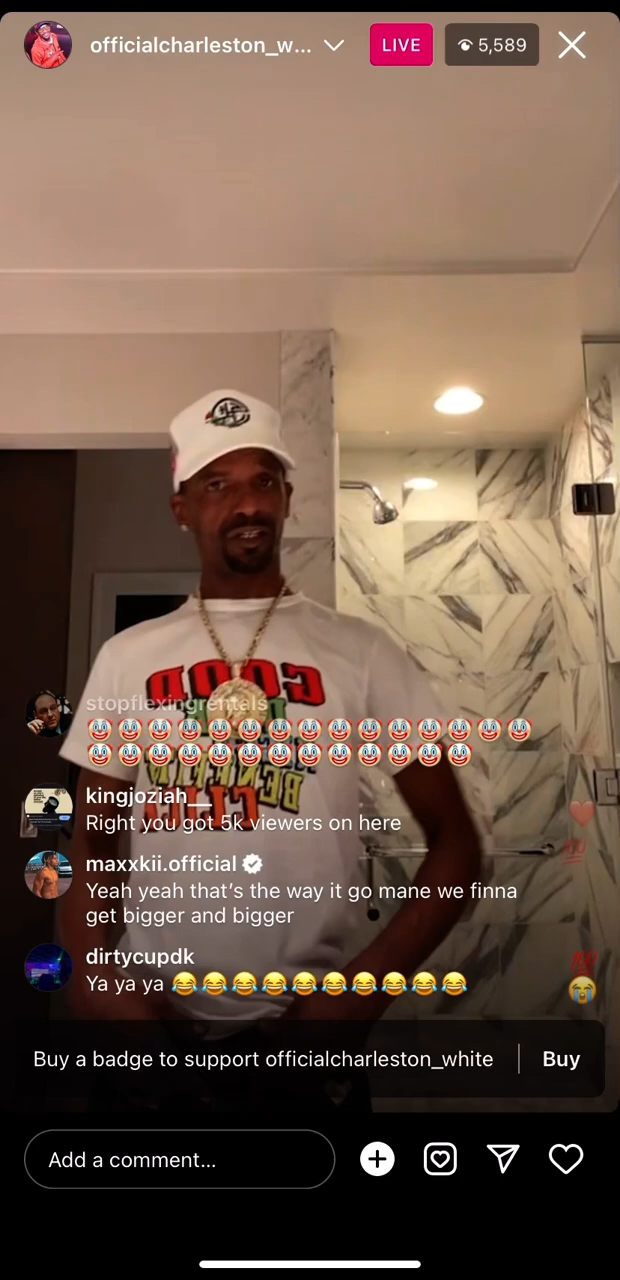 officialcharleston_w...
LIVE
5,589
GOOD
BENEFIT
stopflexingrentals
🤡🤡🤡🤡🤡🤡🤡🤡🤡🤡🤡🤡🤡🤡🤡
🤡🤡🤡🤡🤡🤡🤡🤡🤡🤡🤡🤡🤡
kingjoziah__
Right you got 5k viewers on here
maxxkii.official
Yeah yeah that’s the way it go mane we finna
get bigger and bigger
dirtycupdk
Ya ya ya 😂😂😂😂😂😂😂😂😂😂
Buy a badge to support officialcharleston_white
Buy
Add a comment...